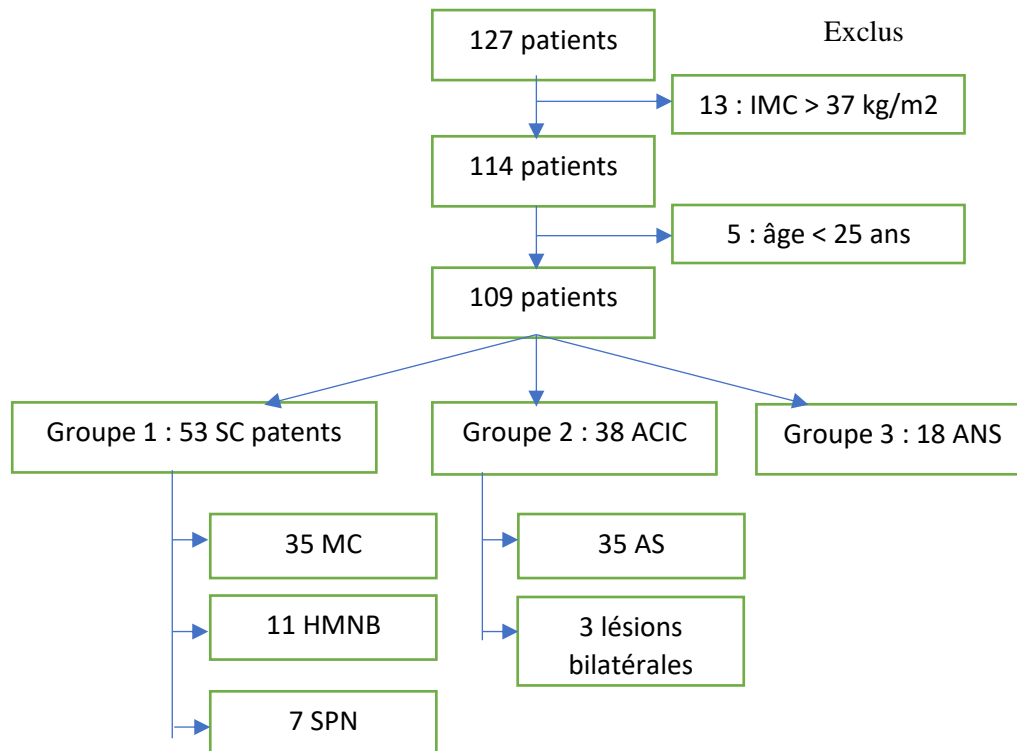 127 patients
Exclus
13 : IMC > 37 kg/m2
114 patients
5 : âge < 25 ans
109 patients
Groupe 1 : 53 SC patents
Groupe 2 : 38 ACIC
Groupe 3 : 18 ANS
35 MC
35 AS
11 HMNB
3 lésions
bilatérales
7 SPN